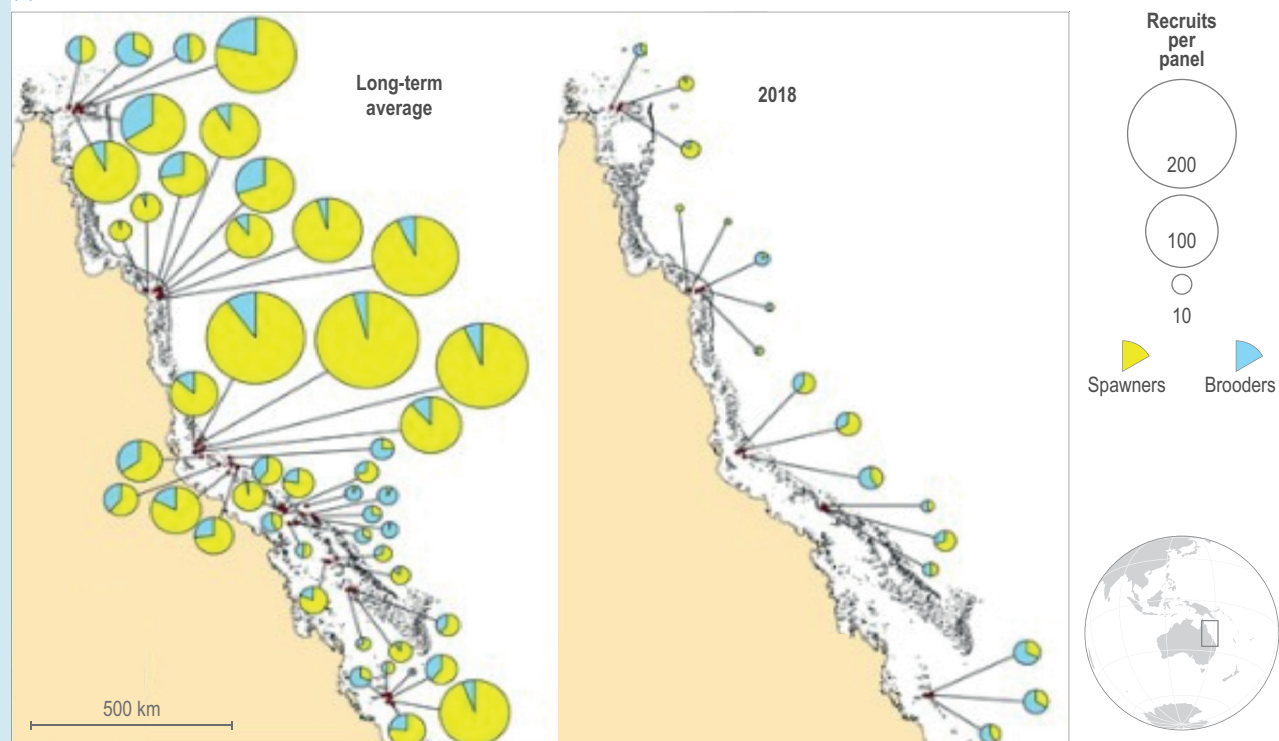 Long-term
average
2018
500 km
Recruits
per
panel
200
100
10
Spawners
Brooders